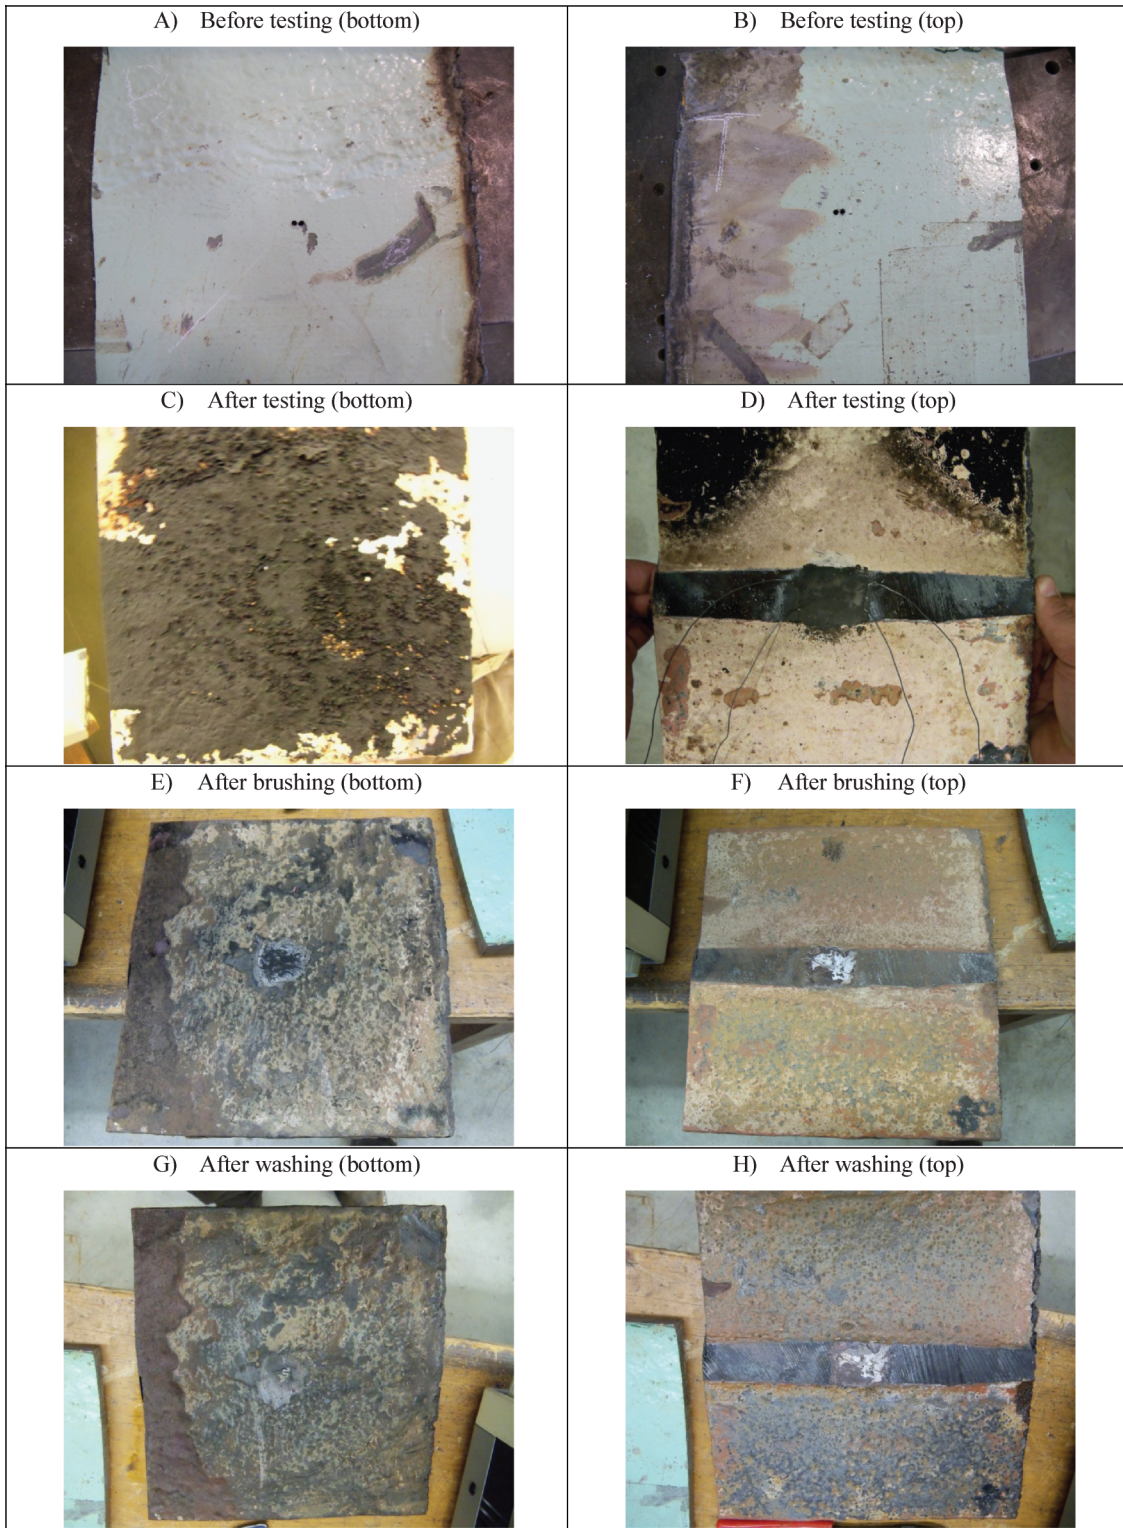 A) Before testing (bottom)
B) Before testing (top)
C) After testing (bottom)
D) After testing (top)
E) After brushing (bottom)
F) After brushing (top)
G) After washing (bottom)
H) After washing (top)